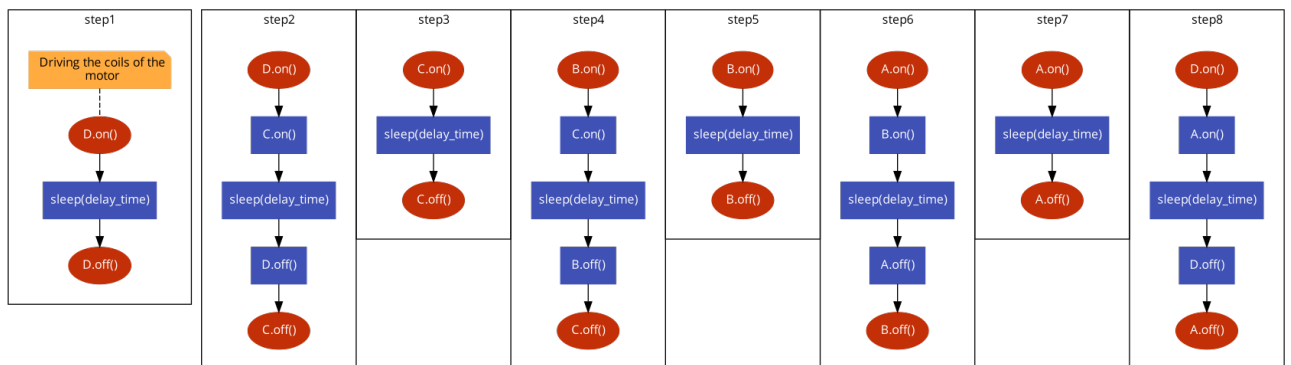 step1
Driving the coils of the
motor
D.on()
sleep(delay_time)
D.off()
step2
D.on()
C.on()
sleep(delay_time)
D.off()
C.off()
step3
C.on()
sleep(delay_time)
C.off()
step4
B.on()
C.on()
sleep(delay_time)
B.off()
C.off()
step5
B.on()
sleep(delay_time)
B.off()
step6
A.on()
B.on()
sleep(delay_time)
A.off()
B.off()
step7
A.on()
sleep(delay_time)
A.off()
step8
D.on()
A.on()
sleep(delay_time)
D.off()
A.off()